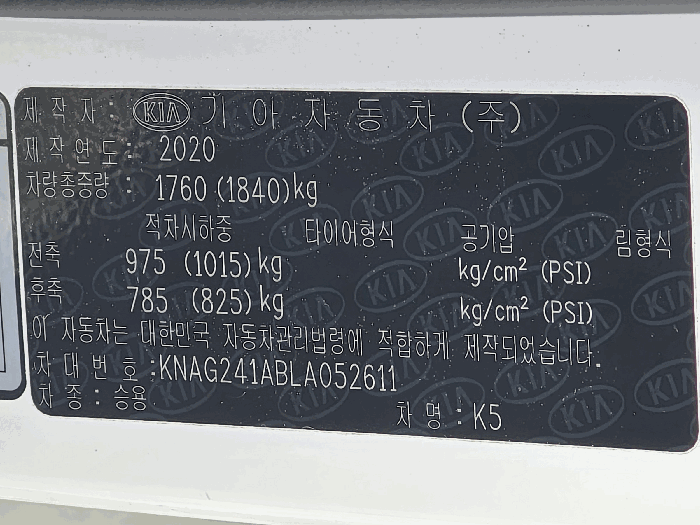 제 작 자 : KIA 기 아 자 동 차 (주)
제 작 연 도 : 2020
차량총중량 : 1760 (1840)kg
적차시하중 타이어형식 공기압 림형식
전축 975 (1015)kg kg/cm² (PSI)
후축 785 (825)kg kg/cm² (PSI)
이 자동차는 대한민국 자동차관리법령에 적합하게 제작되었습니다.
차 대 번 호 :KNAG241ABLA052611
차 종 : 승용 차 명 : K5